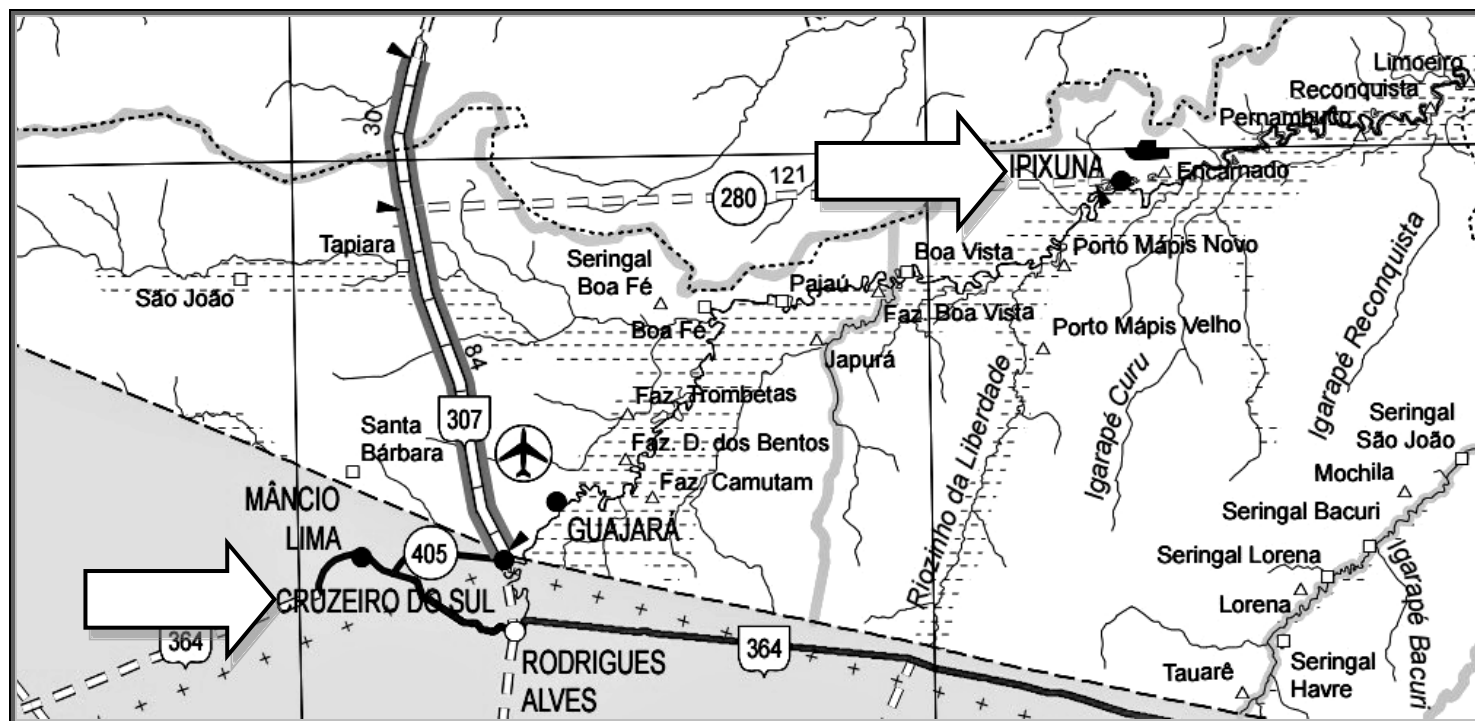 Limoeiro
Reconquista
Pernambuto
30
IPIXUNA
Encarnado
121
280
Tapiara
São João
Seringal
Boa Fé
Boa Vista
Porto Mápis Novo
Pajaú
Faz. Boa Vista
Boa Fé
Japurá
Porto Mápis Velho
84
Riozinho da Liberdade
Igarapé Curu
Igarapé Reconquista
Faz. Trombetas
307
Santa
Bárbara
Faz. D. dos Bentos
Faz. Camutam
Seringal
São João
Mochila
Seringal Bacuri
MÂNCIO
LIMA
GUAJARÁ
405
Seringal Lorena
Igarapé Bacuri
CRUZEIRO DO SUL
Lorena
364
364
RODRIGUES
ALVES
Tauarê
Seringal
Havre